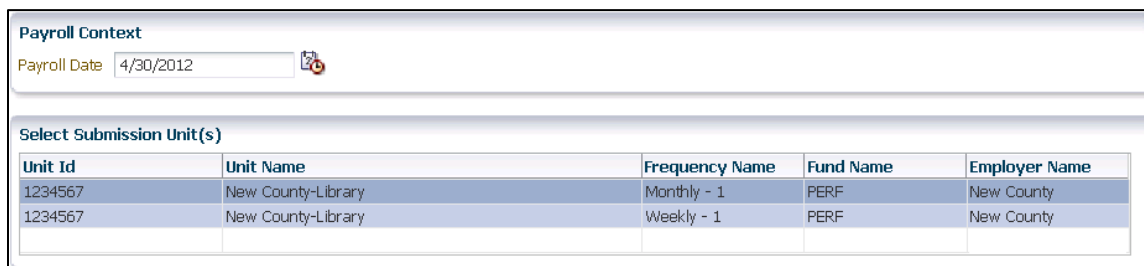 Payroll Context
Payroll Date 4/30/2012
Select Submission Unit(s)
Unit Id Unit Name Frequency Name Fund Name Employer Name
1234567 New County-Library Monthly - 1 PERF New County
1234567 New County-Library Weekly - 1 PERF New County